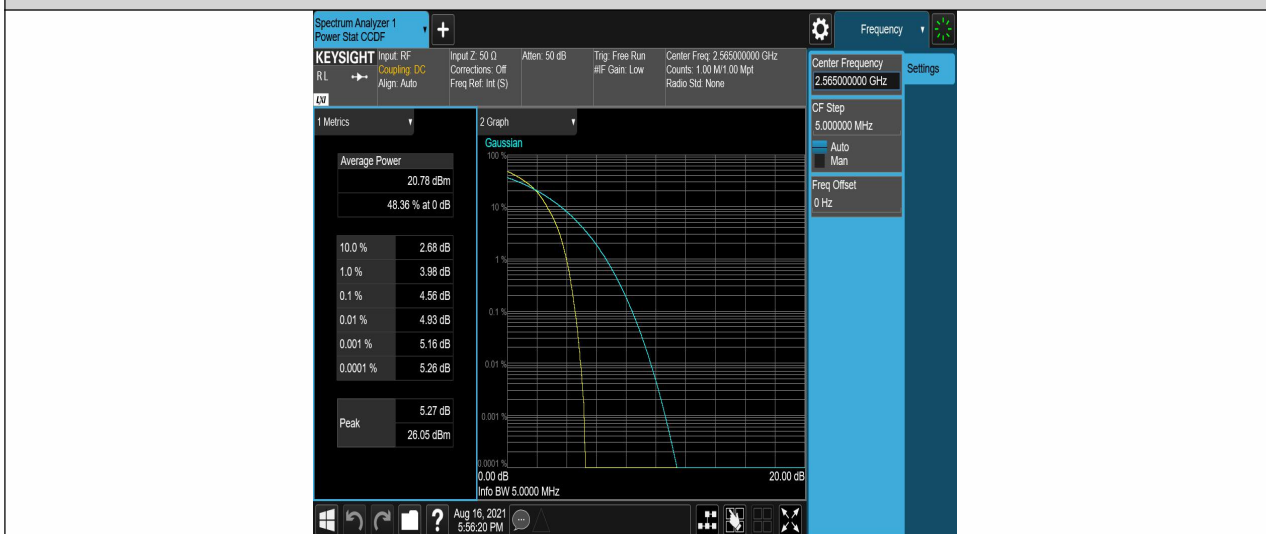 Spectrum Analyzer 1
Power Stat CCDF
Frequency
KEYSIGHT
R L
LXI
Input: RF
Coupling: DC
Align: Auto
Input Z: 50 Ω
Corrections: Off
Freq Ref: Int (S)
Atten: 50 dB
Trig: Free Run
#IF Gain: Low
Center Freq: 2.565000000 GHz
Counts: 1.00 M/1.00 Mpt
Radio Std: None
Center Frequency
2.565000000 GHz
Settings
CF Step
5.000000 MHz
Auto
Man
Freq Offset
0 Hz
1 Metrics
Average Power
20.78 dBm
48.36 % at 0 dB
10.0 % 2.68 dB
1.0 % 3.98 dB
0.1 % 4.56 dB
0.01 % 4.93 dB
0.001 % 5.16 dB
0.0001 % 5.26 dB
Peak 5.27 dB
26.05 dBm
2 Graph
Gaussian
100 %
10 %
1 %
0.1 %
0.01 %
0.001 %
0.0001 %
0.00 dB 20.00 dB
Info BW 5.0000 MHz
?
Aug 16, 2021
5:56:20 PM